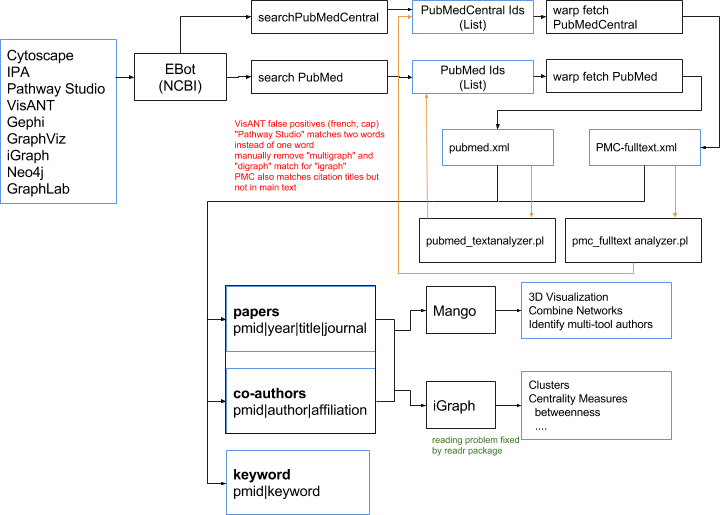 Cytoscape
IPA
Pathway Studio
VisANT
Gephi
GraphViz
iGraph
Neo4j
GraphLab
EBot
(NCBI)
searchPubMedCentral
PubMedCentral Ids
(List)
warp fetch
PubMedCentral
search PubMed
PubMed Ids
(List)
warp fetch PubMed
VisANT false positives (french, cap)
"Pathway Studio" matches two words
instead of one word
manually remove "multigraph" and
"digraph" match for "igraph"
PMC also matches citation titles but
not in main text
pubmed.xml
PMC-fulltext.xml
pubmed_textanalyzer.pl
pmc_fulltext analyzer.pl
papers
pmid|year|title|journal
Mango
3D Visualization
Combine Networks
Identify multi-tool authors
co-authors
pmid|author|affiliation
iGraph
Clusters
Centrality Measures
betweenness
....
reading problem fixed
by readr package
keyword
pmid|keyword